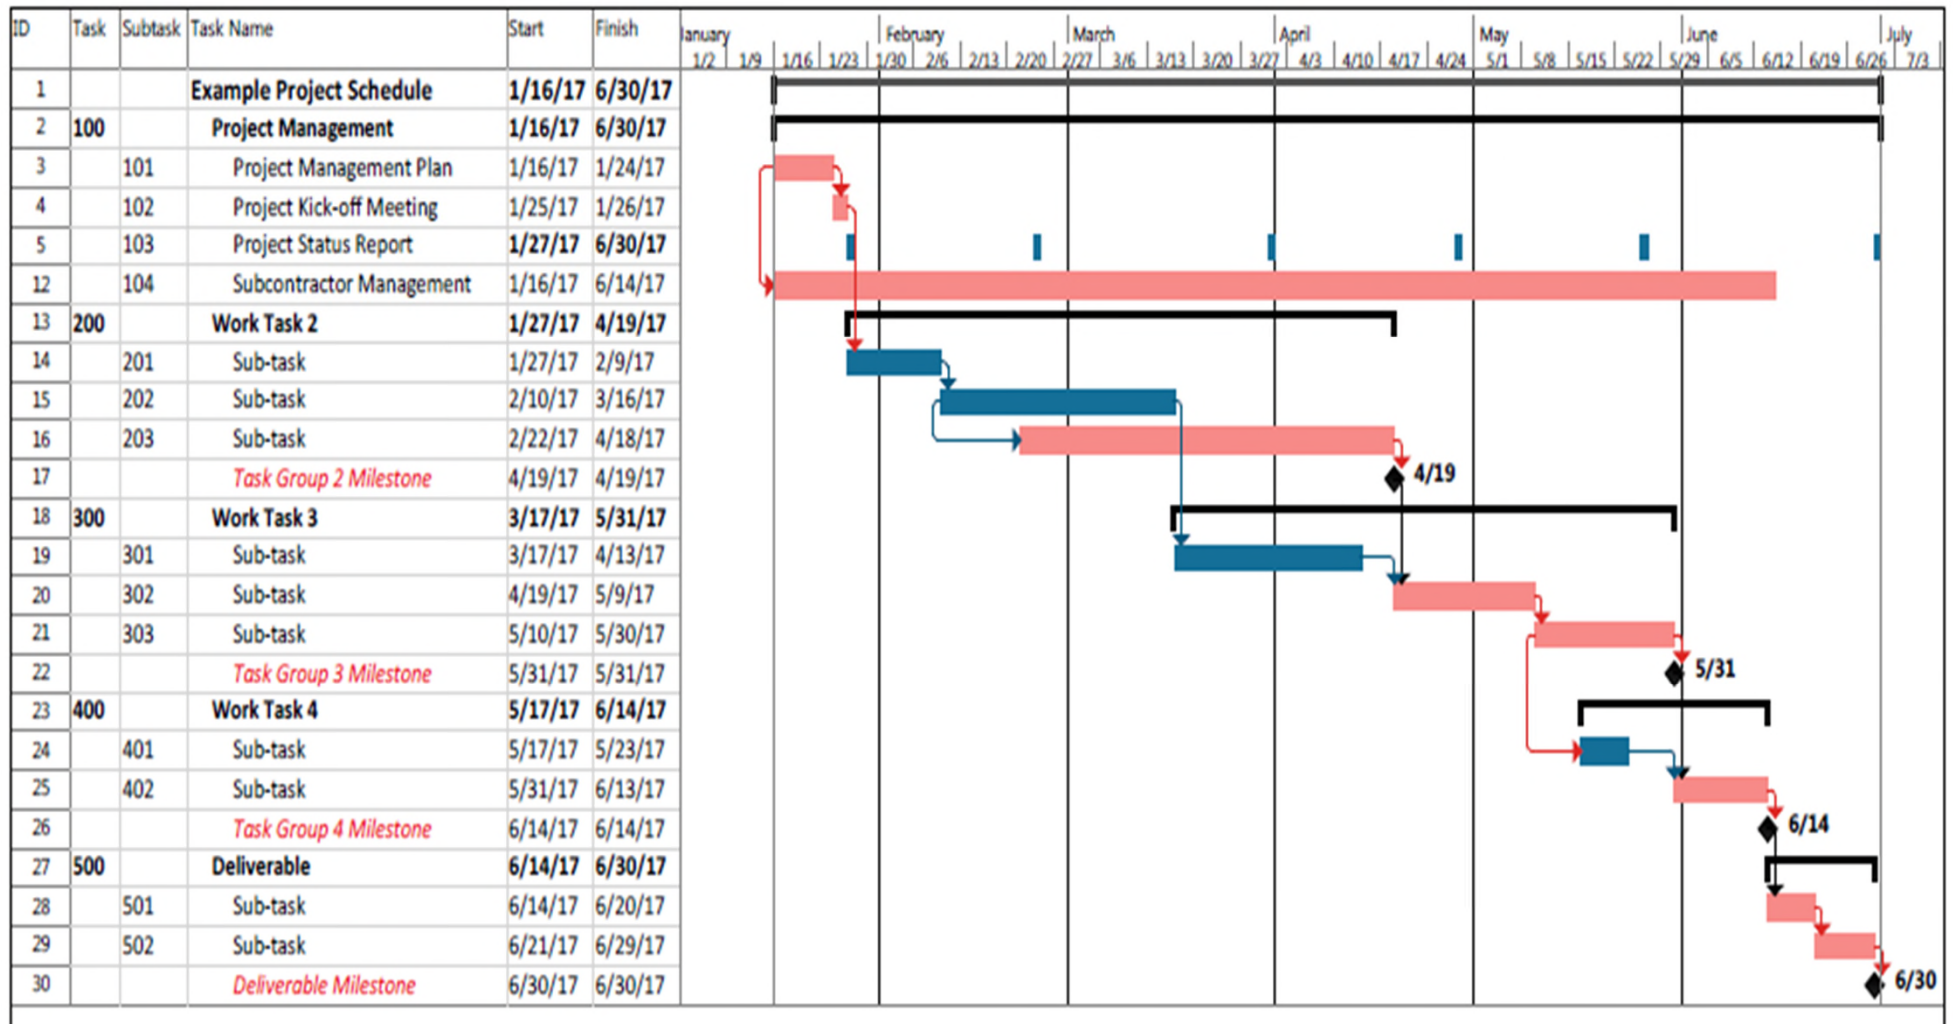 ID Task Subtask Task Name Start Finish January February March April May June July
1/2 1/9 1/16 1/23 1/30 2/6 2/13 2/20 2/27 3/6 3/13 3/20 3/27 4/3 4/10 4/17 4/24 5/1 5/8 5/15 5/22 5/29 6/5 6/12 6/19 6/26 7/3
1 Example Project Schedule 1/16/17 6/30/17
2 100 Project Management 1/16/17 6/30/17
3 101 Project Management Plan 1/16/17 1/24/17
4 102 Project Kick-off Meeting 1/25/17 1/26/17
5 103 Project Status Report 1/27/17 6/30/17
12 104 Subcontractor Management 1/16/17 6/14/17
13 200 Work Task 2 1/27/17 4/19/17
14 201 Sub-task 1/27/17 2/9/17
15 202 Sub-task 2/10/17 3/16/17
16 203 Sub-task 2/22/17 4/18/17
17 Task Group 2 Milestone 4/19/17 4/19/17 4/19
18 300 Work Task 3 3/17/17 5/31/17
19 301 Sub-task 3/17/17 4/13/17
20 302 Sub-task 4/19/17 5/9/17
21 303 Sub-task 5/10/17 5/30/17
22 Task Group 3 Milestone 5/31/17 5/31/17 5/31
23 400 Work Task 4 5/17/17 6/14/17
24 401 Sub-task 5/17/17 5/23/17
25 402 Sub-task 5/31/17 6/13/17
26 Task Group 4 Milestone 6/14/17 6/14/17 6/14
27 500 Deliverable 6/14/17 6/30/17
28 501 Sub-task 6/14/17 6/20/17
29 502 Sub-task 6/21/17 6/29/17
30 Deliverable Milestone 6/30/17 6/30/17 6/30